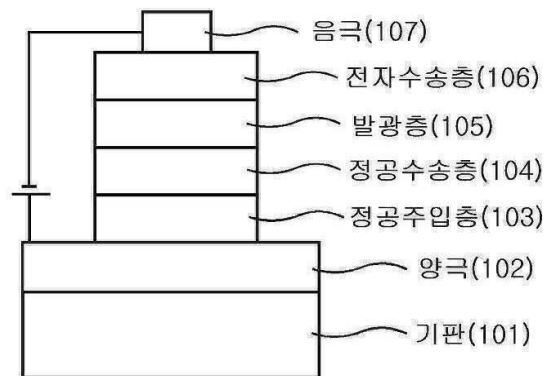 음극(107)
전자수송층(106)
발광층(105)
정공수송층(104)
정공주입층(103)
양극(102)
기판(101)